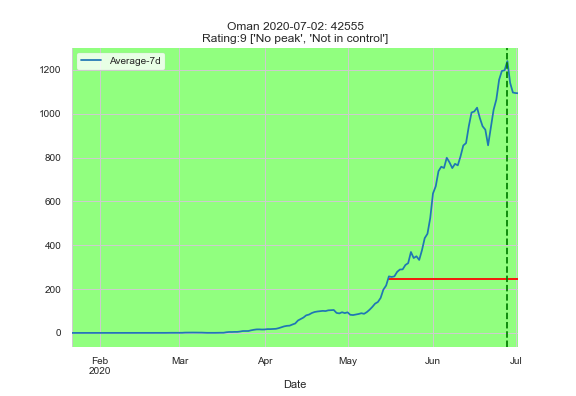 Oman 2020-07-02: 42555
Rating:9 ['No peak', 'Not in control']
Average-7d
1200
1000
800
600
400
200
0
Feb
2020
Mar
Apr
May
Jun
Jul
Date